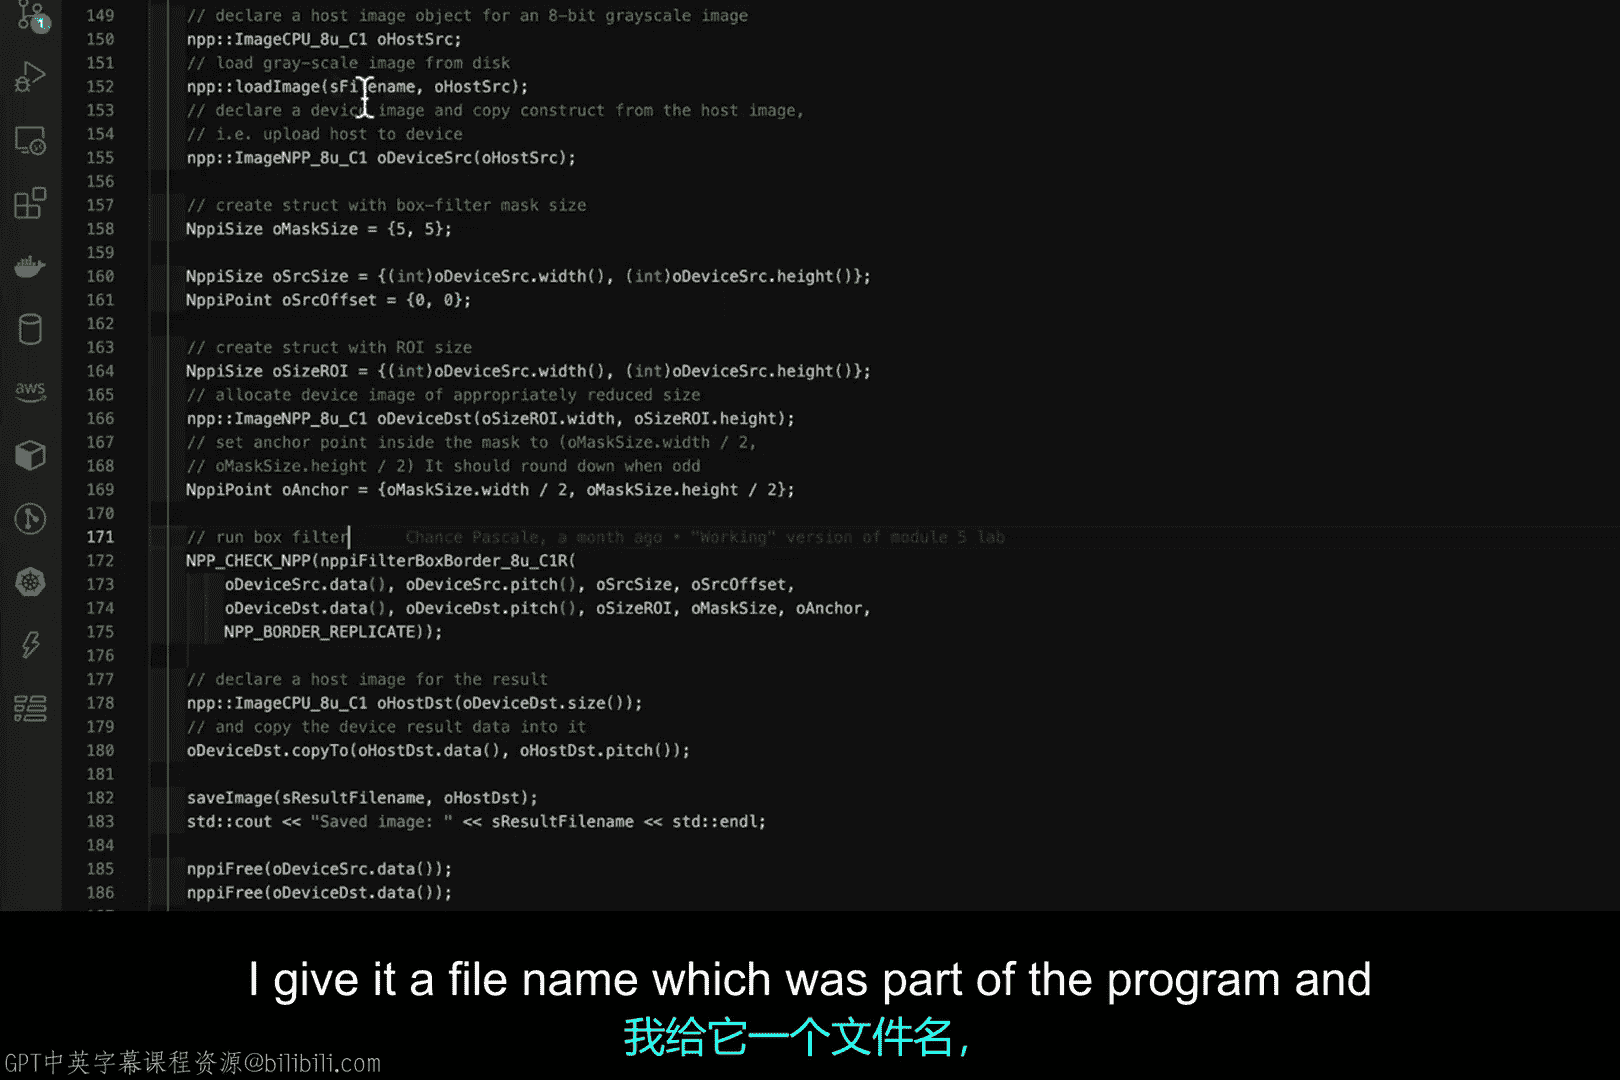 149 // declare a host image object for an 8-bit grayscale image
150 npp::ImageCPU_8u_C1 oHostSrc;
151 // load gray-scale image from disk
152 npp::loadImage(sFilename, oHostSrc);
153 // declare a device image and copy construct from the host image,
154 // i.e. upload host to device
155 npp::ImageNPP_8u_C1 oDeviceSrc(oHostSrc);
156
157 // create struct with box-filter mask size
158 NppiSize oMaskSize = {5, 5};
159
160 NppiSize oSrcSize = {(int)oDeviceSrc.width(), (int)oDeviceSrc.height()};
161 NppiPoint oSrcOffset = {0, 0};
162
163 // create struct with ROI size
164 NppiSize oSizeROI = {(int)oDeviceSrc.width(), (int)oDeviceSrc.height()};
165 // allocate device image of appropriately reduced size
166 npp::ImageNPP_8u_C1 oDeviceDst(oSizeROI.width, oSizeROI.height);
167 // set anchor point inside the mask to (oMaskSize.width / 2,
168 // oMaskSize.height / 2) It should round down when odd
169 NppiPoint oAnchor = {oMaskSize.width / 2, oMaskSize.height / 2};
170
171 // run box filter Chance Pascale, a month ago • "Working" version of module 5 lab
172 NPP_CHECK_NPP(nppiFilterBoxBorder_8u_C1R(
173 oDeviceSrc.data(), oDeviceSrc.pitch(), oSrcSize, oSrcOffset,
174 oDeviceDst.data(), oDeviceDst.pitch(), oSizeROI, oMaskSize, oAnchor,
175 NPP_BORDER_REPLICATE));
176
177 // declare a host image for the result
178 npp::ImageCPU_8u_C1 oHostDst(oDeviceDst.size());
179 // and copy the device result data into it
180 oDeviceDst.copyTo(oHostDst.data(), oHostDst.pitch());
181
182 saveImage(sResultFilename, oHostDst);
183 std::cout << "Saved image: " << sResultFilename << std::endl;
184
185 nppiFree(oDeviceSrc.data());
186 nppiFree(oDeviceDst.data());
1
aws
I give it a file name which was part of the program and
我给它一个文件名，
GPT中英字幕课程资源@bilibili.com